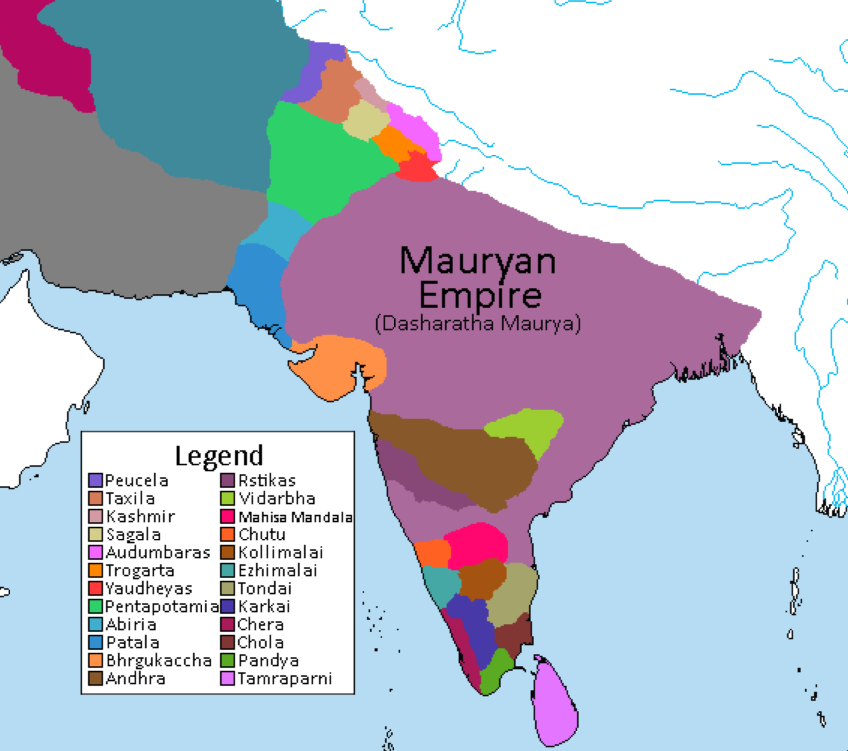 Mauryan
Empire
(Dasharatha Maurya)
Legend
Peucela
Taxila
Kashmir
Sagala
Audumbaras
Trogarta
Yaudheyas
Pentapotamia
Abiria
Patala
Bhrgukaccha
Andhra
Rstikas
Vidarbha
Mahisa Mandala
Chutu
Kollimalai
Ezhimalai
Tondai
Karkai
Chera
Chola
Pandya
Tamraparni